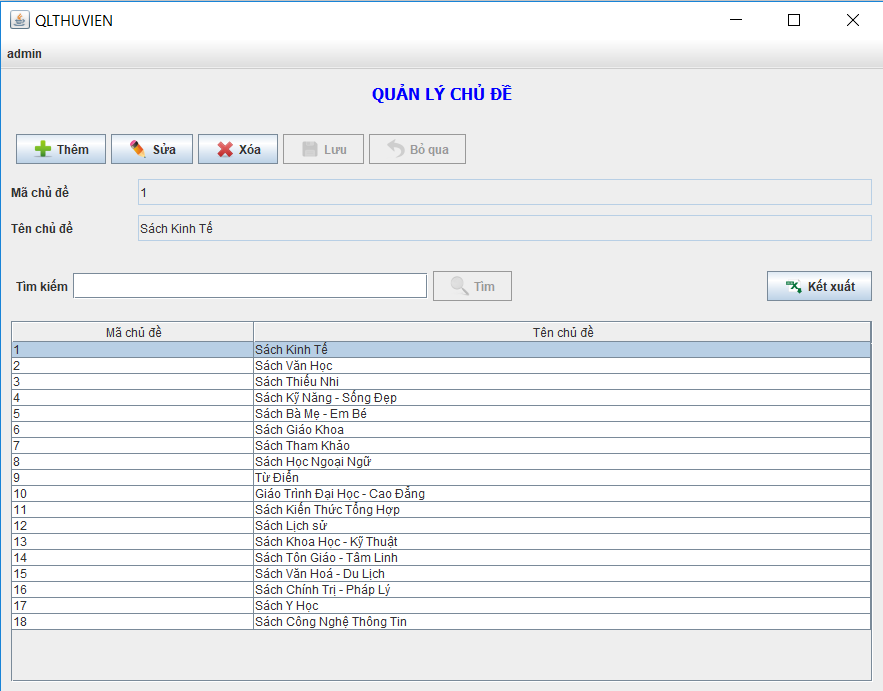 QLTHUVIEN
admin
QUẢN LÝ CHỦ ĐỀ
Thêm Sửa Xóa Lưu Bỏ qua
Mã chủ đề 1
Tên chủ đề Sách Kinh Tế
Tìm kiếm Tìm Kết xuất
Mã chủ đề Tên chủ đề
1 Sách Kinh Tế
2 Sách Văn Học
3 Sách Thiếu Nhi
4 Sách Kỹ Năng - Sống Đẹp
5 Sách Bà Mẹ - Em Bé
6 Sách Giáo Khoa
7 Sách Tham Khảo
8 Sách Học Ngoại Ngữ
9 Từ Điển
10 Giáo Trình Đại Học - Cao Đẳng
11 Sách Kiến Thức Tổng Hợp
12 Sách Lịch sử
13 Sách Khoa Học - Kỹ Thuật
14 Sách Tôn Giáo - Tâm Linh
15 Sách Văn Hoá - Du Lịch
16 Sách Chính Trị - Pháp Lý
17 Sách Y Học
18 Sách Công Nghệ Thông Tin